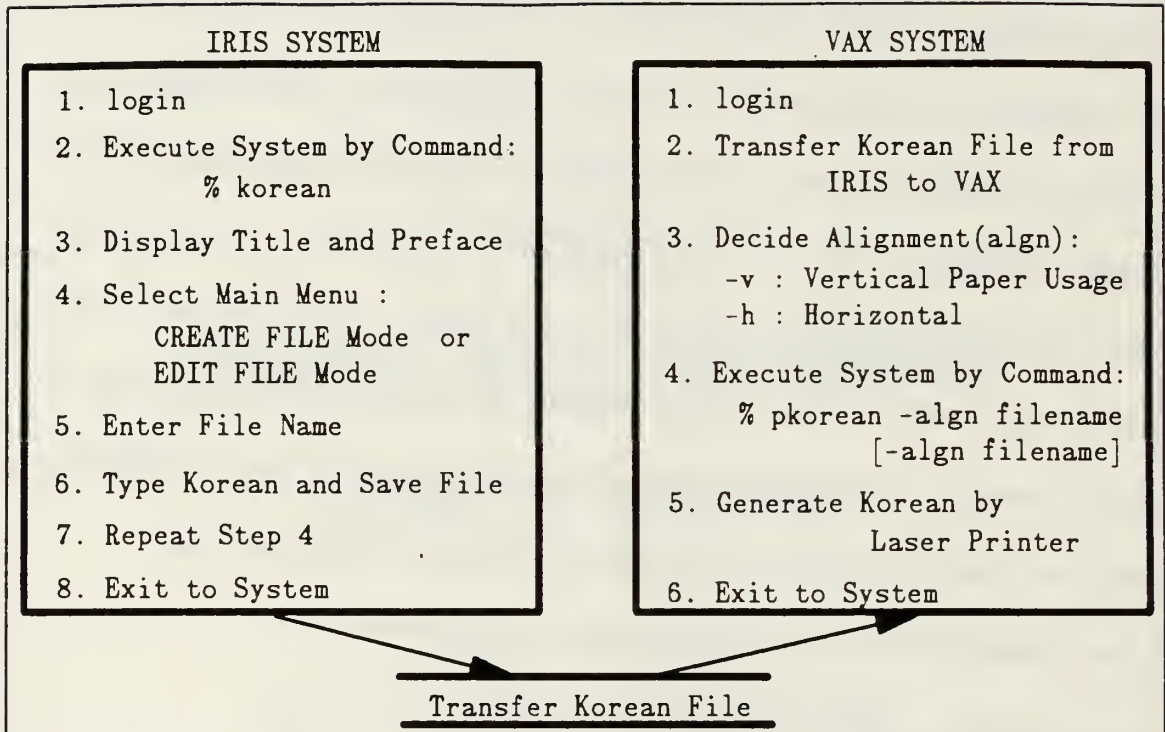 IRIS SYSTEM
1. login
2. Execute System by Command:
% korean
3. Display Title and Preface
4. Select Main Menu :
CREATE FILE Mode or
EDIT FILE Mode
5. Enter File Name
6. Type Korean and Save File
7. Repeat Step 4
8. Exit to System
VAX SYSTEM
1. login
2. Transfer Korean File from
IRIS to VAX
3. Decide Alignment(algn):
-v : Vertical Paper Usage
-h : Horizontal
4. Execute System by Command:
% pkorean -algn filename
[-algn filename]
5. Generate Korean by
Laser Printer
6. Exit to System
Transfer Korean File